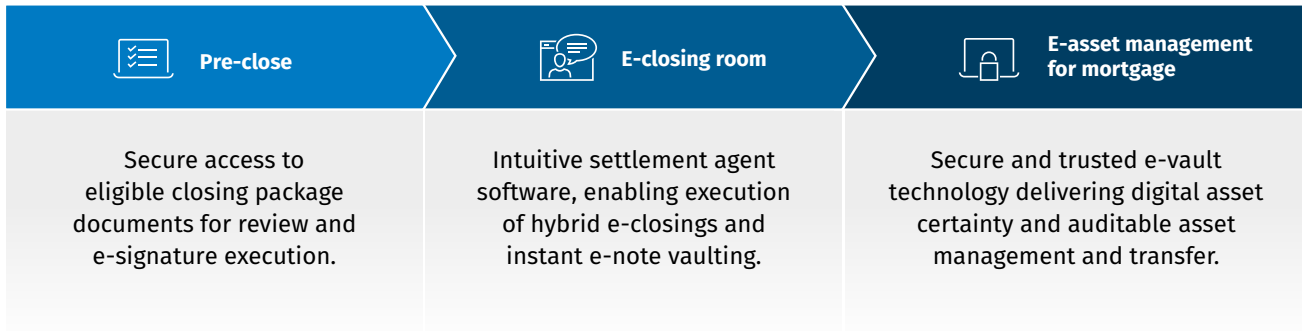 Pre-close
Secure access to
eligible closing package
documents for review and
e-signature execution.
E-closing room
Intuitive settlement agent
software, enabling execution
of hybrid e-closings and
instant e-note vaulting.
E-asset management
for mortgage
Secure and trusted e-vault
technology delivering digital asset
certainty and auditable asset
management and transfer.